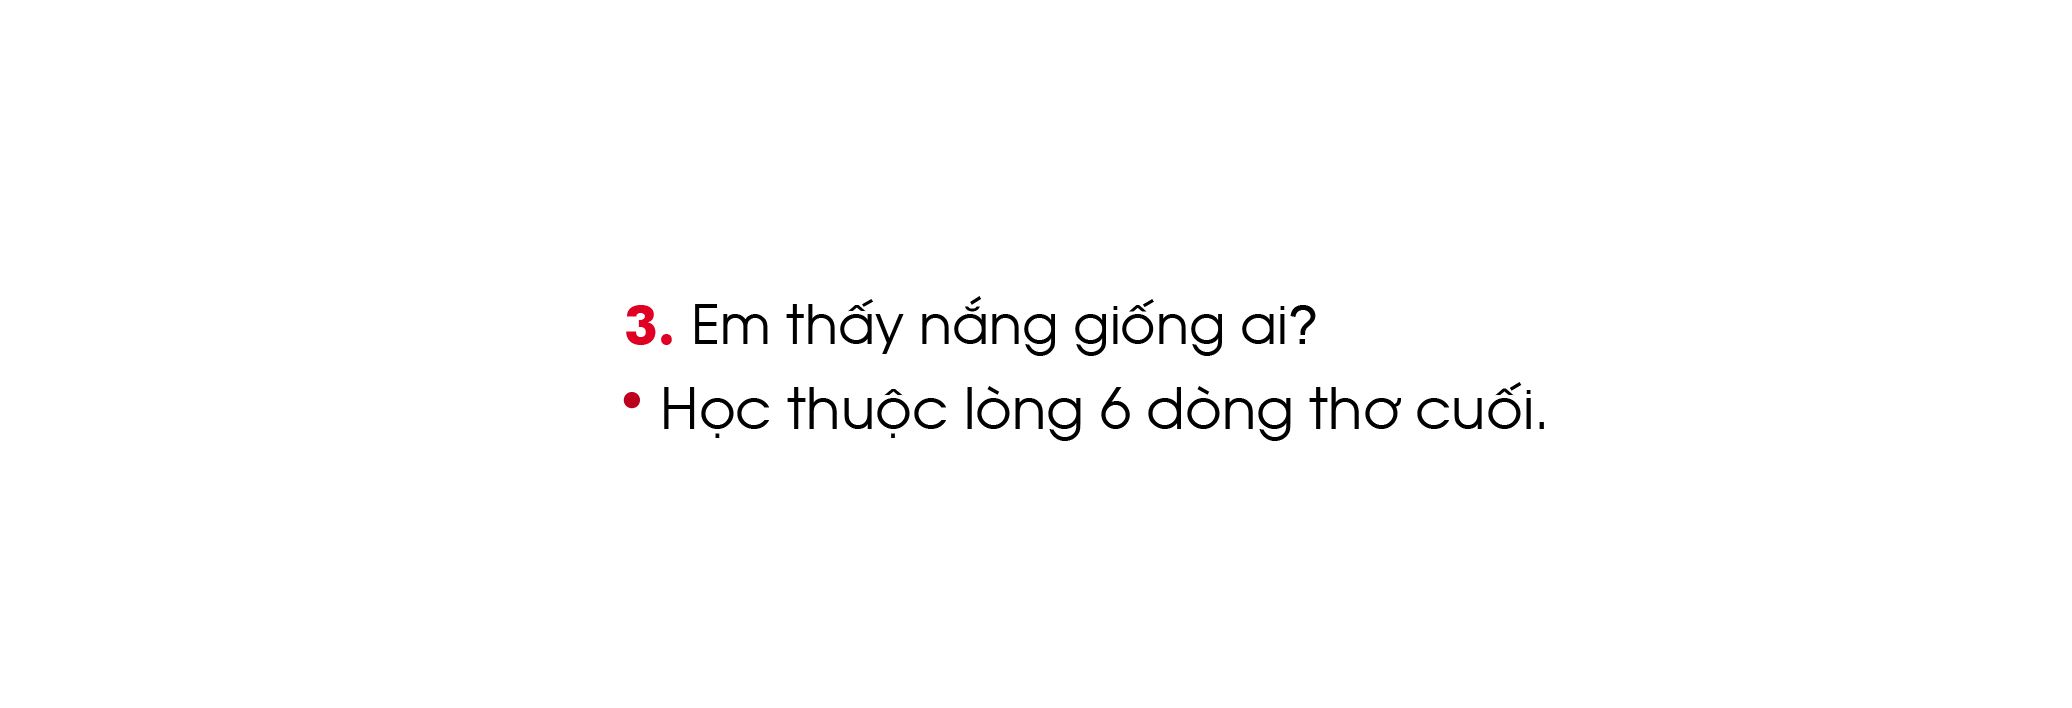 3. Em thấy nắng giống ai?
• Học thuộc lòng 6 dòng thơ cuối.